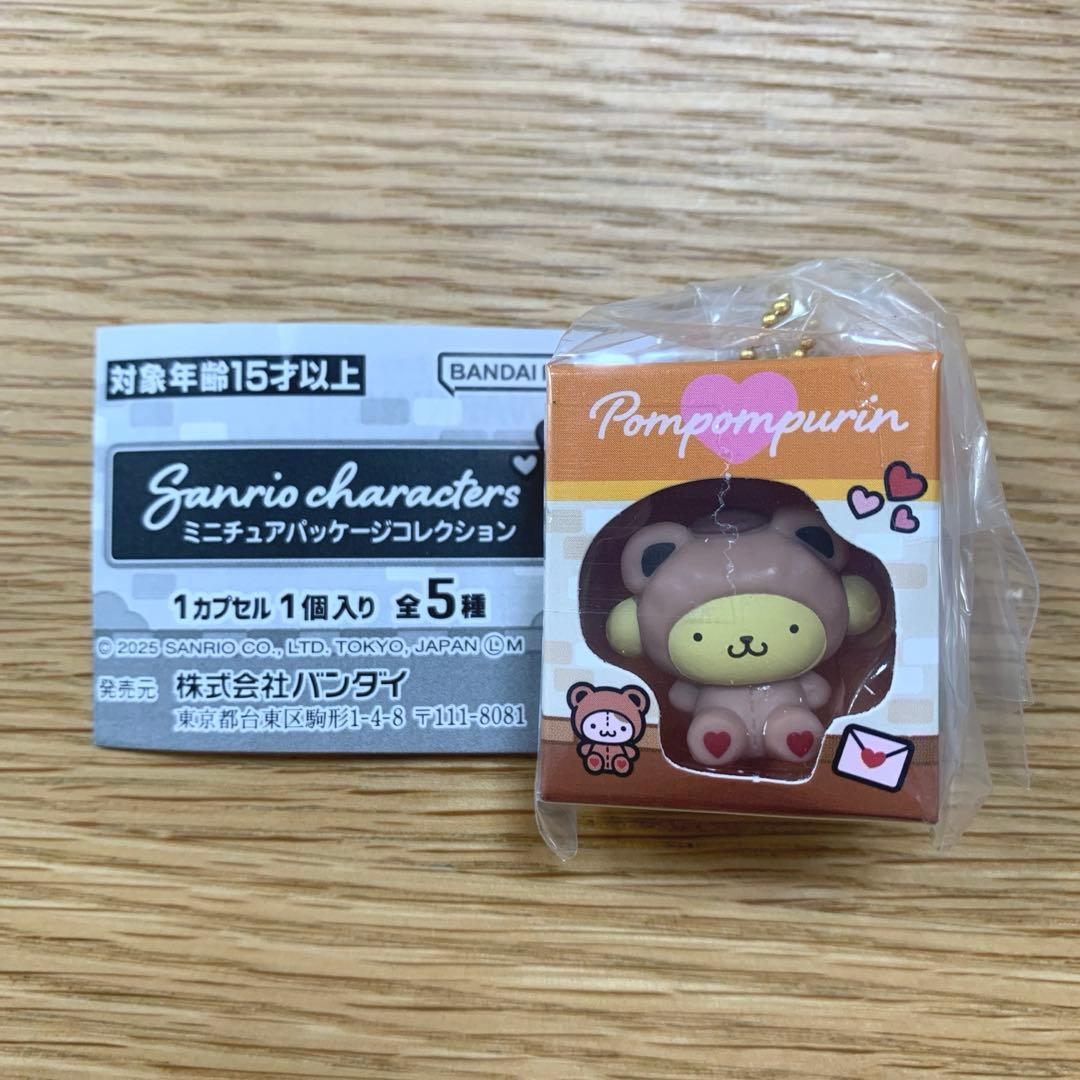 対象年齢15才以上
BANDAI
Sanrio characters
ミニチュアパッケージコレクション
1カプセル 1個入り 全5種
© 2025 SANRIO CO., LTD. TOKYO, JAPAN Ⓛ M
発売元 株式会社バンダイ
東京都台東区駒形1-4-8 〒111-8081
Pompompurin